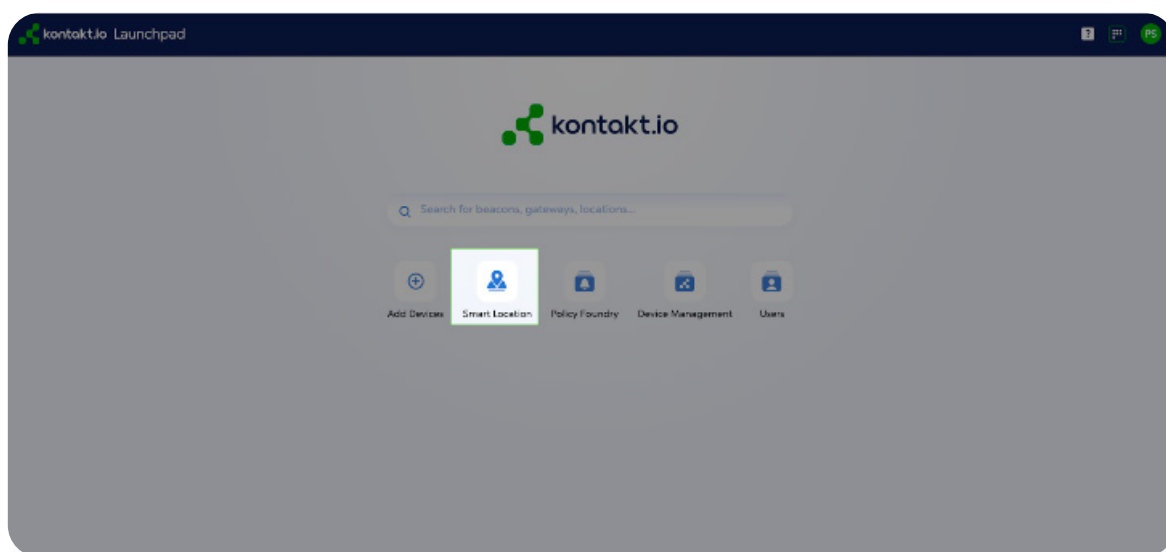 kontakt.io Launchpad
? PS
kontakt.io
Search for beacons, gateways, locations...
Add Devices Smart Location Policy Foundry Device Management Users